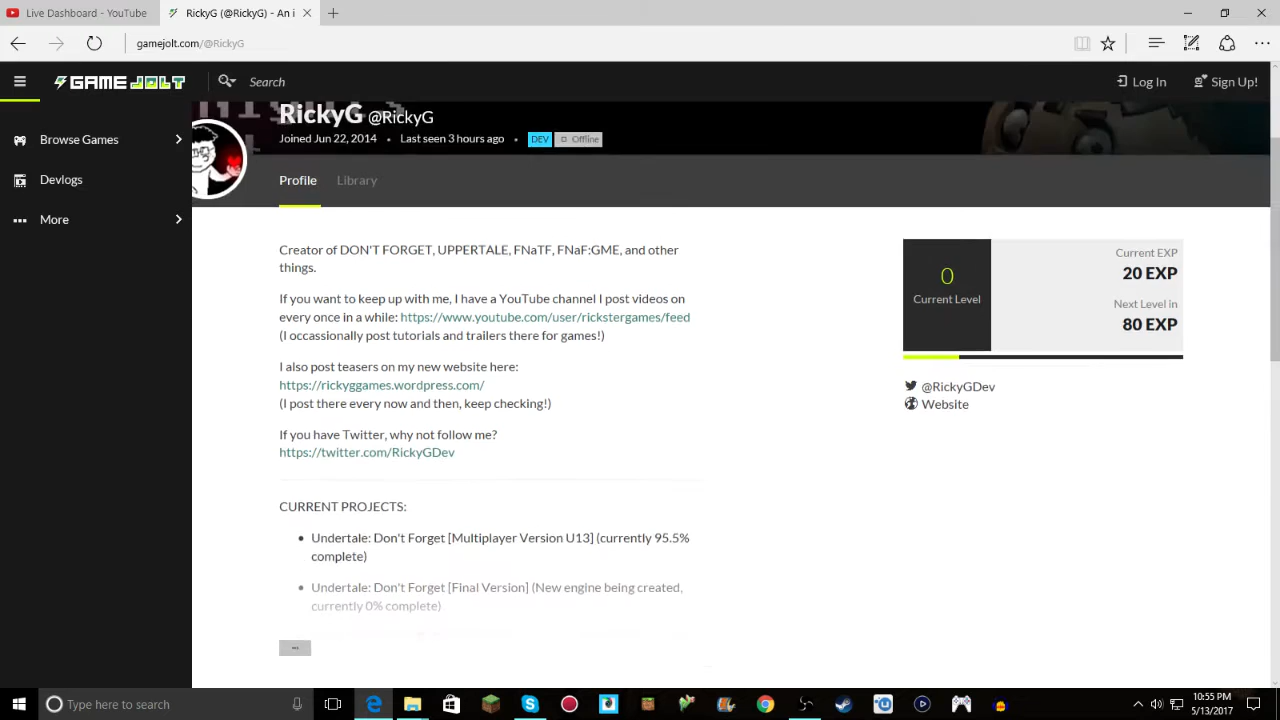 Live Dashboard - YouTube
RickyG (@RickyG) - An i
gamejolt.com/@RickyG
GAME JOLT
Search
Log In
Sign Up!
RickyG @RickyG
Joined Jun 22, 2014 • Last seen 3 hours ago • DEV Offline
Browse Games
Devlogs
More
Profile
Library
Creator of DON'T FORGET, UPPERTALE, FNaTF, FNaF:GME, and other
things.
If you want to keep up with me, I have a YouTube channel I post videos on
every once in a while: https://www.youtube.com/user/rickstergames/feed
(I occassionally post tutorials and trailers there for games!)
I also post teasers on my new website here:
https://rickyggames.wordpress.com/
(I post there every now and then, keep checking!)
If you have Twitter, why not follow me?
https://twitter.com/RickyGDev
CURRENT PROJECTS:
• Undertale: Don't Forget [Multiplayer Version U13] (currently 95.5%
complete)
• Undertale: Don't Forget [Final Version] (New engine being created,
currently 0% complete)
0
Current Level
Current EXP
20 EXP
Next Level in
80 EXP
@RickyGDev
Website
Type here to search
10:55 PM
5/13/2017